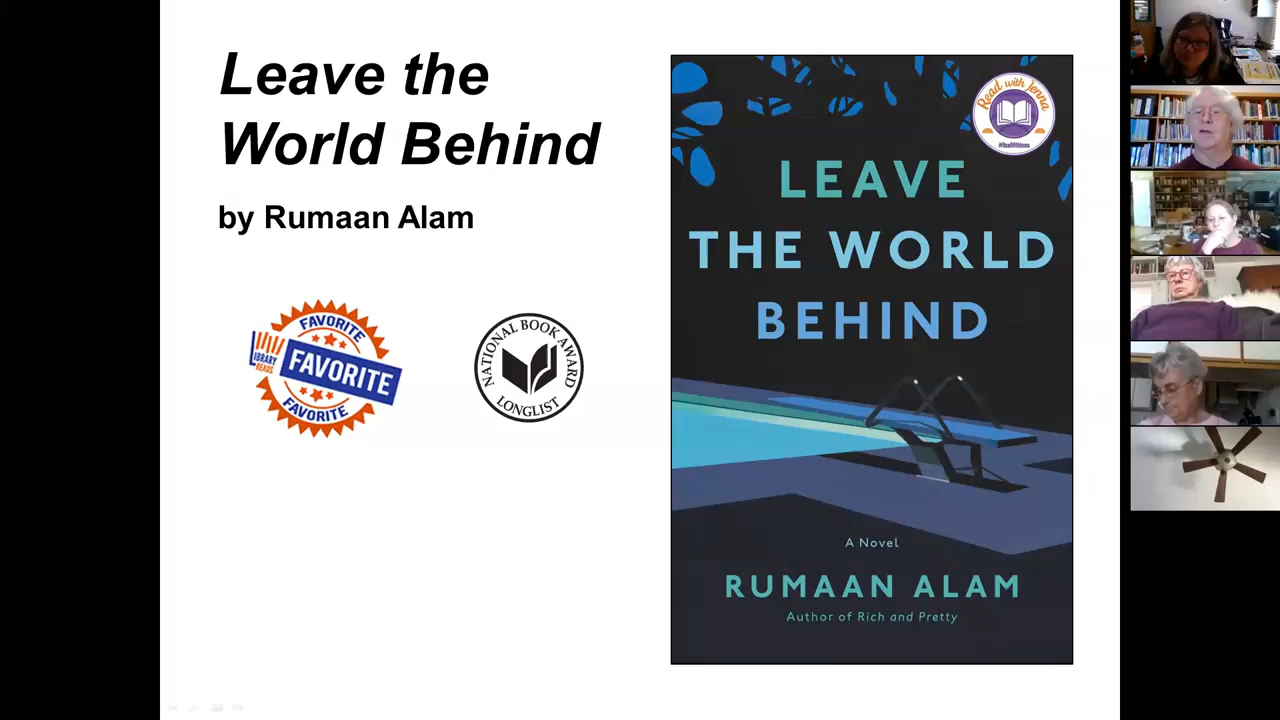 Leave the
World Behind
by Rumaan Alam
FAVORITE
LIBRARY
READS
FAVORITE
FAVORITE
NATIONAL BOOK AWARD
LONGLIST
Read with Jenna
#ReadWithJenna
LEAVE
THE WORLD
BEHIND
A Novel
RUMAAN ALAM
Author of Rich and Pretty